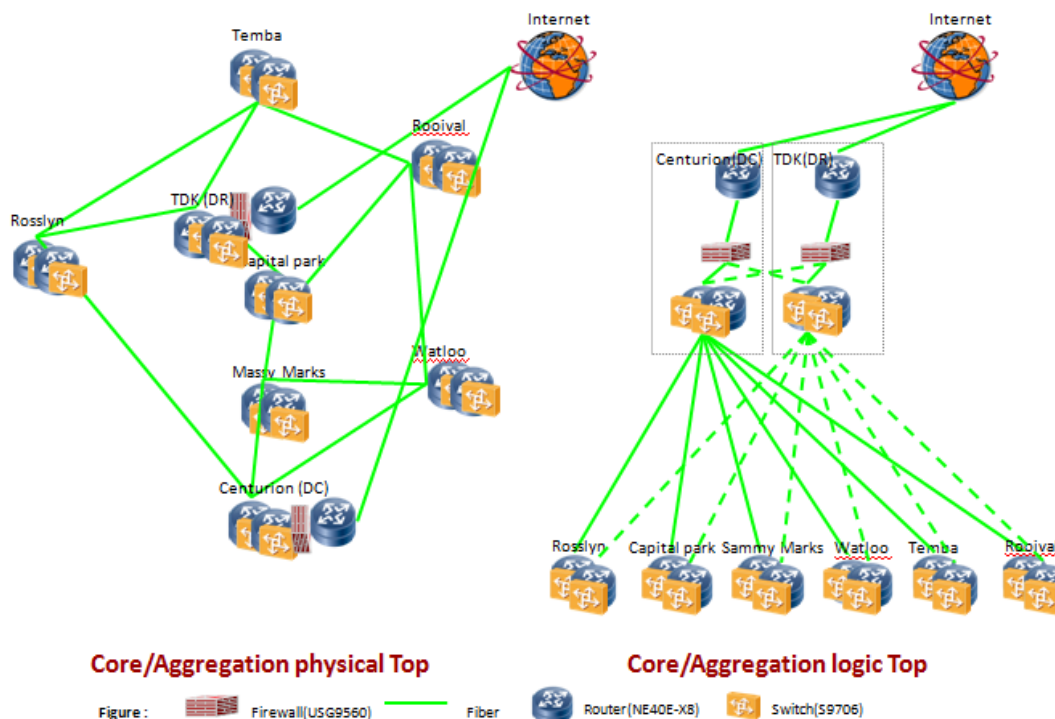 Internet
Temba
Rooival
TDK (DR)
Rosslyn
apital park
Watloo
Massy Marks
Centurion (DC)
Internet
Centurion(DC)
TDK(DR)
Rosslyn
Capital park
Sammy Marks
Watloo
Temba
Rooival
Core/Aggregation physical Top
Core/Aggregation logic Top
Figure :
Firewall(USG9560)
Fiber
Router(NE40E-X8)
Switch(S9706)